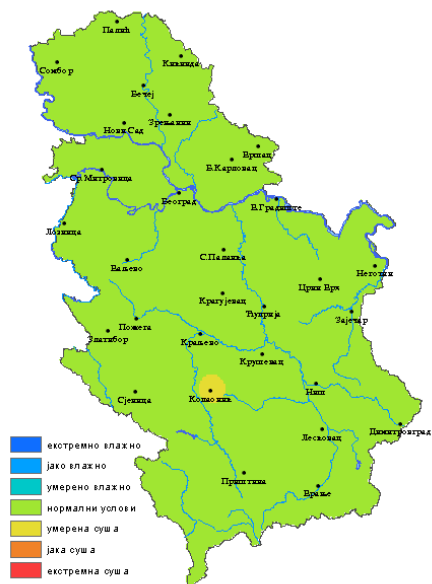 Палић
Сомбор
Кикинда
Бечеј
Зрењанин
Нови Сад
Вршац
Б.Карловац
Ср.Митровица
Београд
В.Градиште
Лозница
Ваљево
С.Паланка
Неготин
Црни Врх
Крагујевац
Ћуприја
Зајечар
Пожега
Златибор
Краљево
Крушевац
Сјеница
Копаоник
Ниш
Димитровград
Лесковац
Приштина
Врање
екстремно влажно
јако влажно
умерено влажно
нормални услови
умерена суша
јака суша
екстремна суша